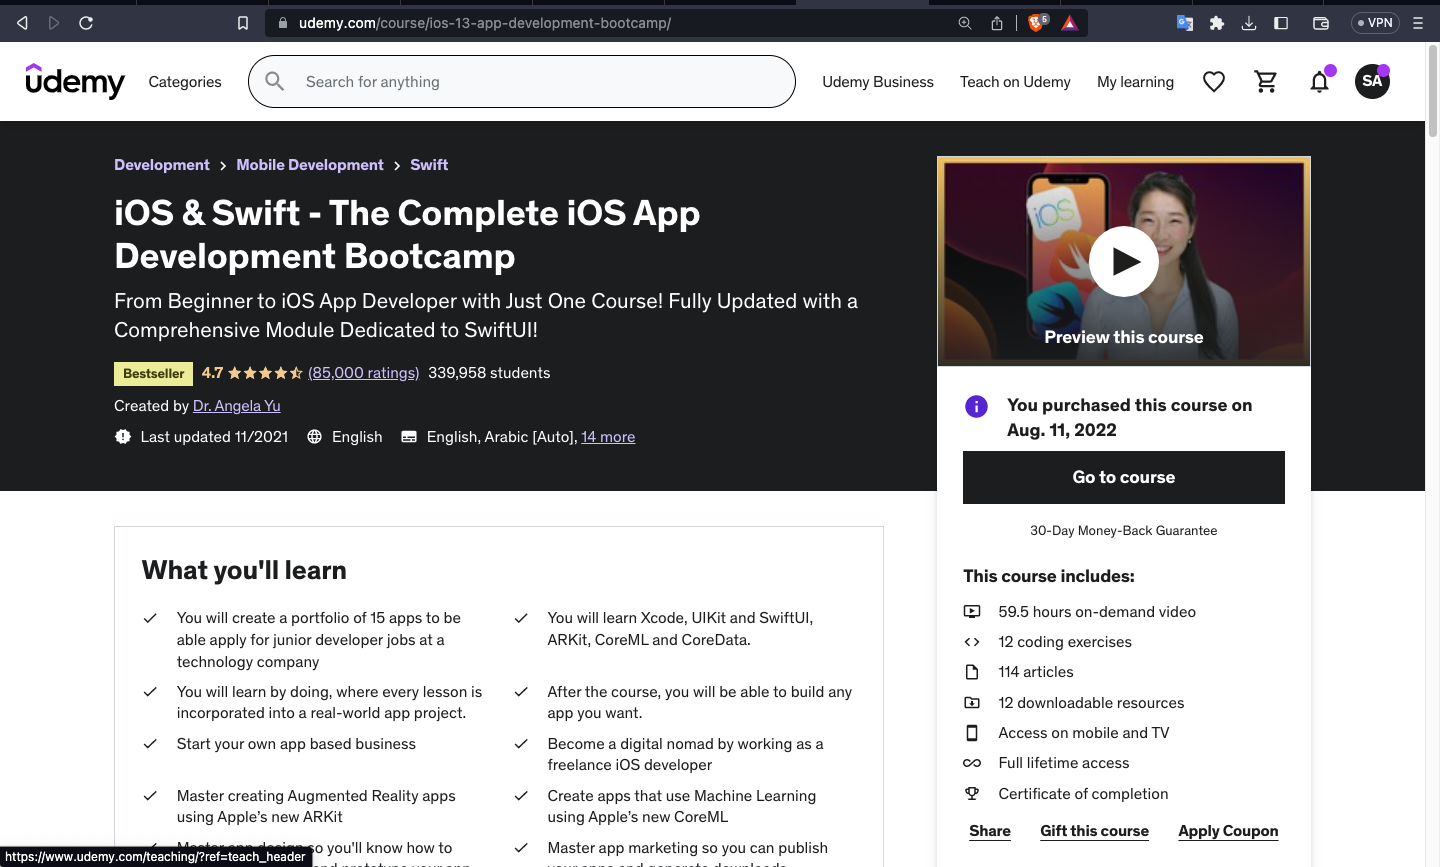 udemy.com/course/ios-13-app-development-bootcamp/
5
VPN
udemy
Categories
Search for anything
Udemy Business
Teach on Udemy
My learning
SA
Development > Mobile Development > Swift
iOS & Swift - The Complete iOS App
Development Bootcamp
From Beginner to iOS App Developer with Just One Course! Fully Updated with a
Comprehensive Module Dedicated to SwiftUI!
Bestseller 4.7 (85,000 ratings) 339,958 students
Created by Dr. Angela Yu
Last updated 11/2021 English English, Arabic [Auto], 14 more
iOS
Preview this course
You purchased this course on
Aug. 11, 2022
Go to course
30-Day Money-Back Guarantee
This course includes:
59.5 hours on-demand video
12 coding exercises
114 articles
12 downloadable resources
Access on mobile and TV
Full lifetime access
Certificate of completion
Share Gift this course Apply Coupon
What you'll learn
You will create a portfolio of 15 apps to be
able apply for junior developer jobs at a
technology company
You will learn Xcode, UIKit and SwiftUI,
ARKit, CoreML and CoreData.
You will learn by doing, where every lesson is
incorporated into a real-world app project.
After the course, you will be able to build any
app you want.
Start your own app based business
Become a digital nomad by working as a
freelance iOS developer
Master creating Augmented Reality apps
using Apple’s new ARKit
Create apps that use Machine Learning
using Apple’s new CoreML
Master app design so you'll know how to
Master app marketing so you can publish
https://www.udemy.com/teaching/?ref=teach_header